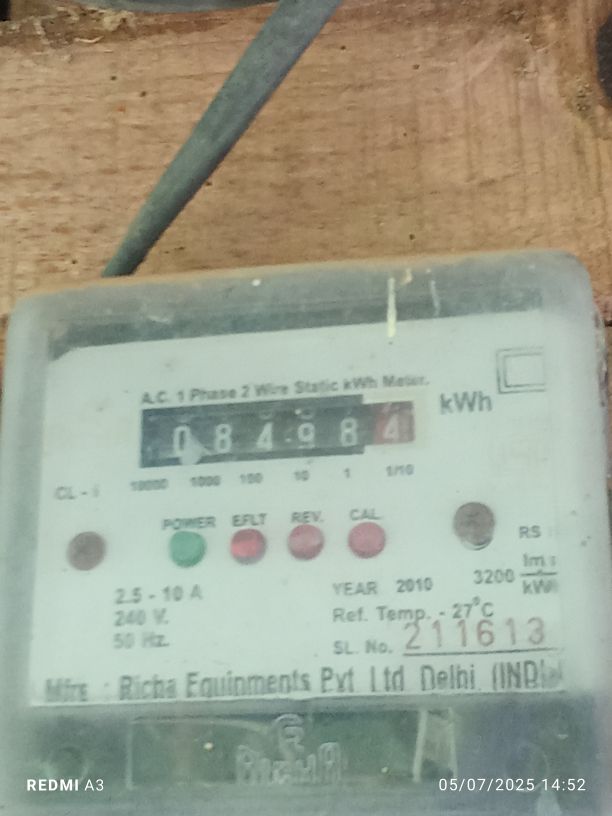 A.C. 1 Phase 2 Wire Static kWh Meter.
084984 kWh
10000 1000 100 10 1 1/10
CL - 1
POWER EFLT REV. CAL
RS
2.5 - 10 A
240 V.
50 Hz.
YEAR 2010
3200 Imp/kWh
Ref. Temp. - 27°C
SL. No. 211613
Mfrs : Richa Equipments Pvt Ltd Delhi. (INDIA)
RICHA
REDMI A3
05/07/2025 14:52